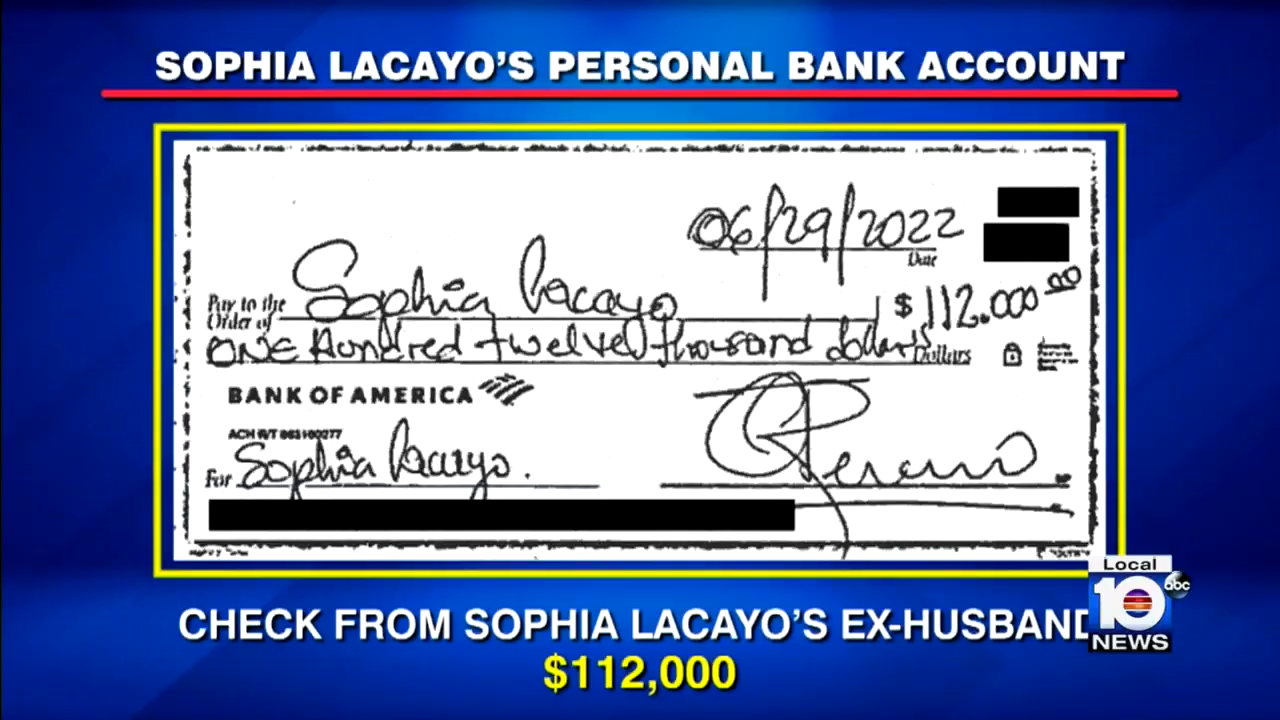 SOPHIA LACAYO'S PERSONAL BANK ACCOUNT
06/29/2022
Date
Pay to the
Order of
Sophia Lacayo
$ 112.000 00
ONE Hundred twelve thousand dollars Dollars
BANK OF AMERICA
ACH R/T 063100277
For Sophia Lacayo.
CHECK FROM SOPHIA LACAYO'S EX-HUSBAND
$112,000
Local
10
abc
NEWS